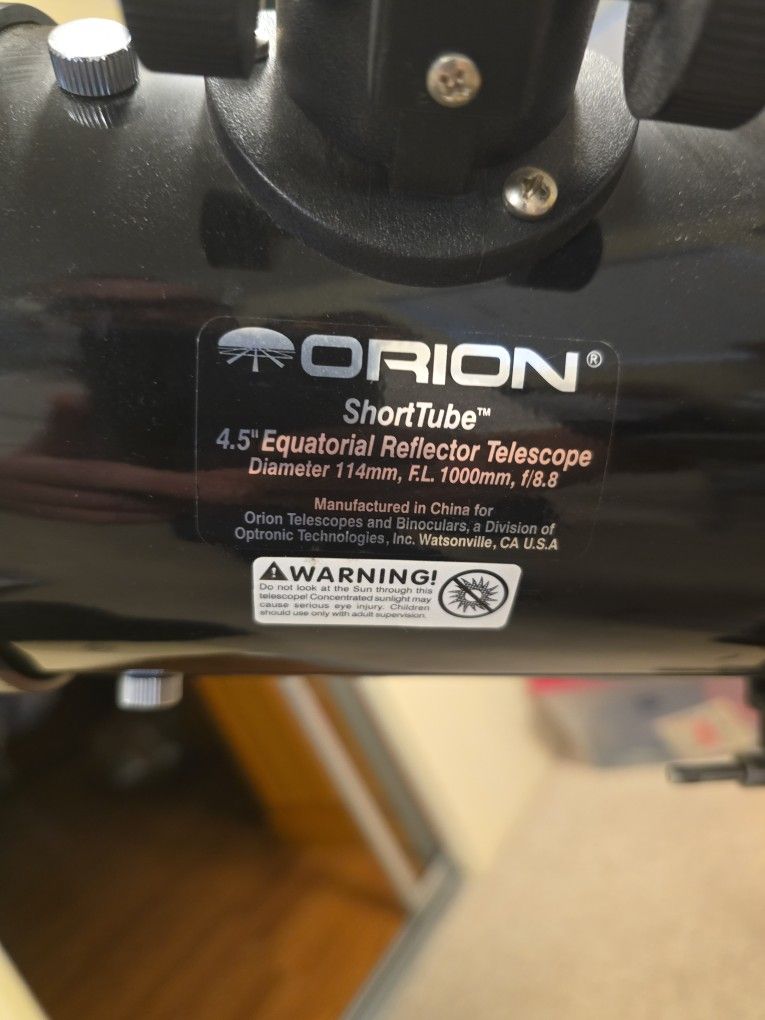 ORION®
ShortTube™
4.5" Equatorial Reflector Telescope
Diameter 114mm, F.L. 1000mm, f/8.8
Manufactured in China for
Orion Telescopes and Binoculars, a Division of
Optronic Technologies, Inc. Watsonville, CA U.S.A
WARNING!
Do not look at the Sun through this
telescope! Concentrated sunlight may
cause serious eye injury. Children
should use only with adult supervision.